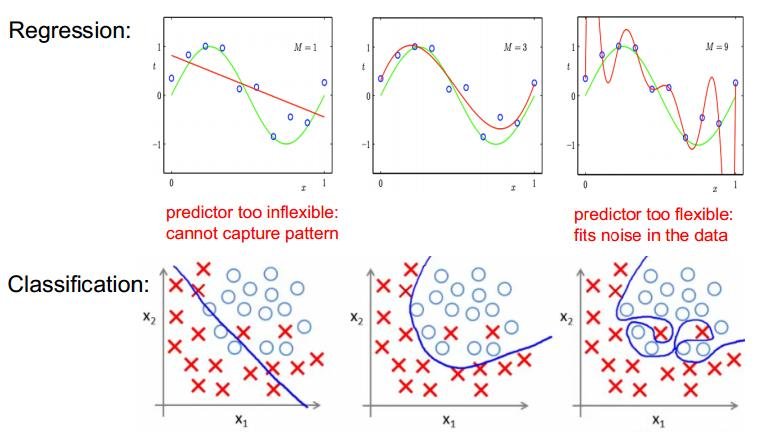 Regression:
1
t
0
−1
0
x
1
M = 1
1
t
0
−1
0
x
1
M = 3
1
t
0
−1
0
x
1
M = 9
predictor too inflexible:
cannot capture pattern
predictor too flexible:
fits noise in the data
Classification:
x2
x1
x2
x1
x2
x1